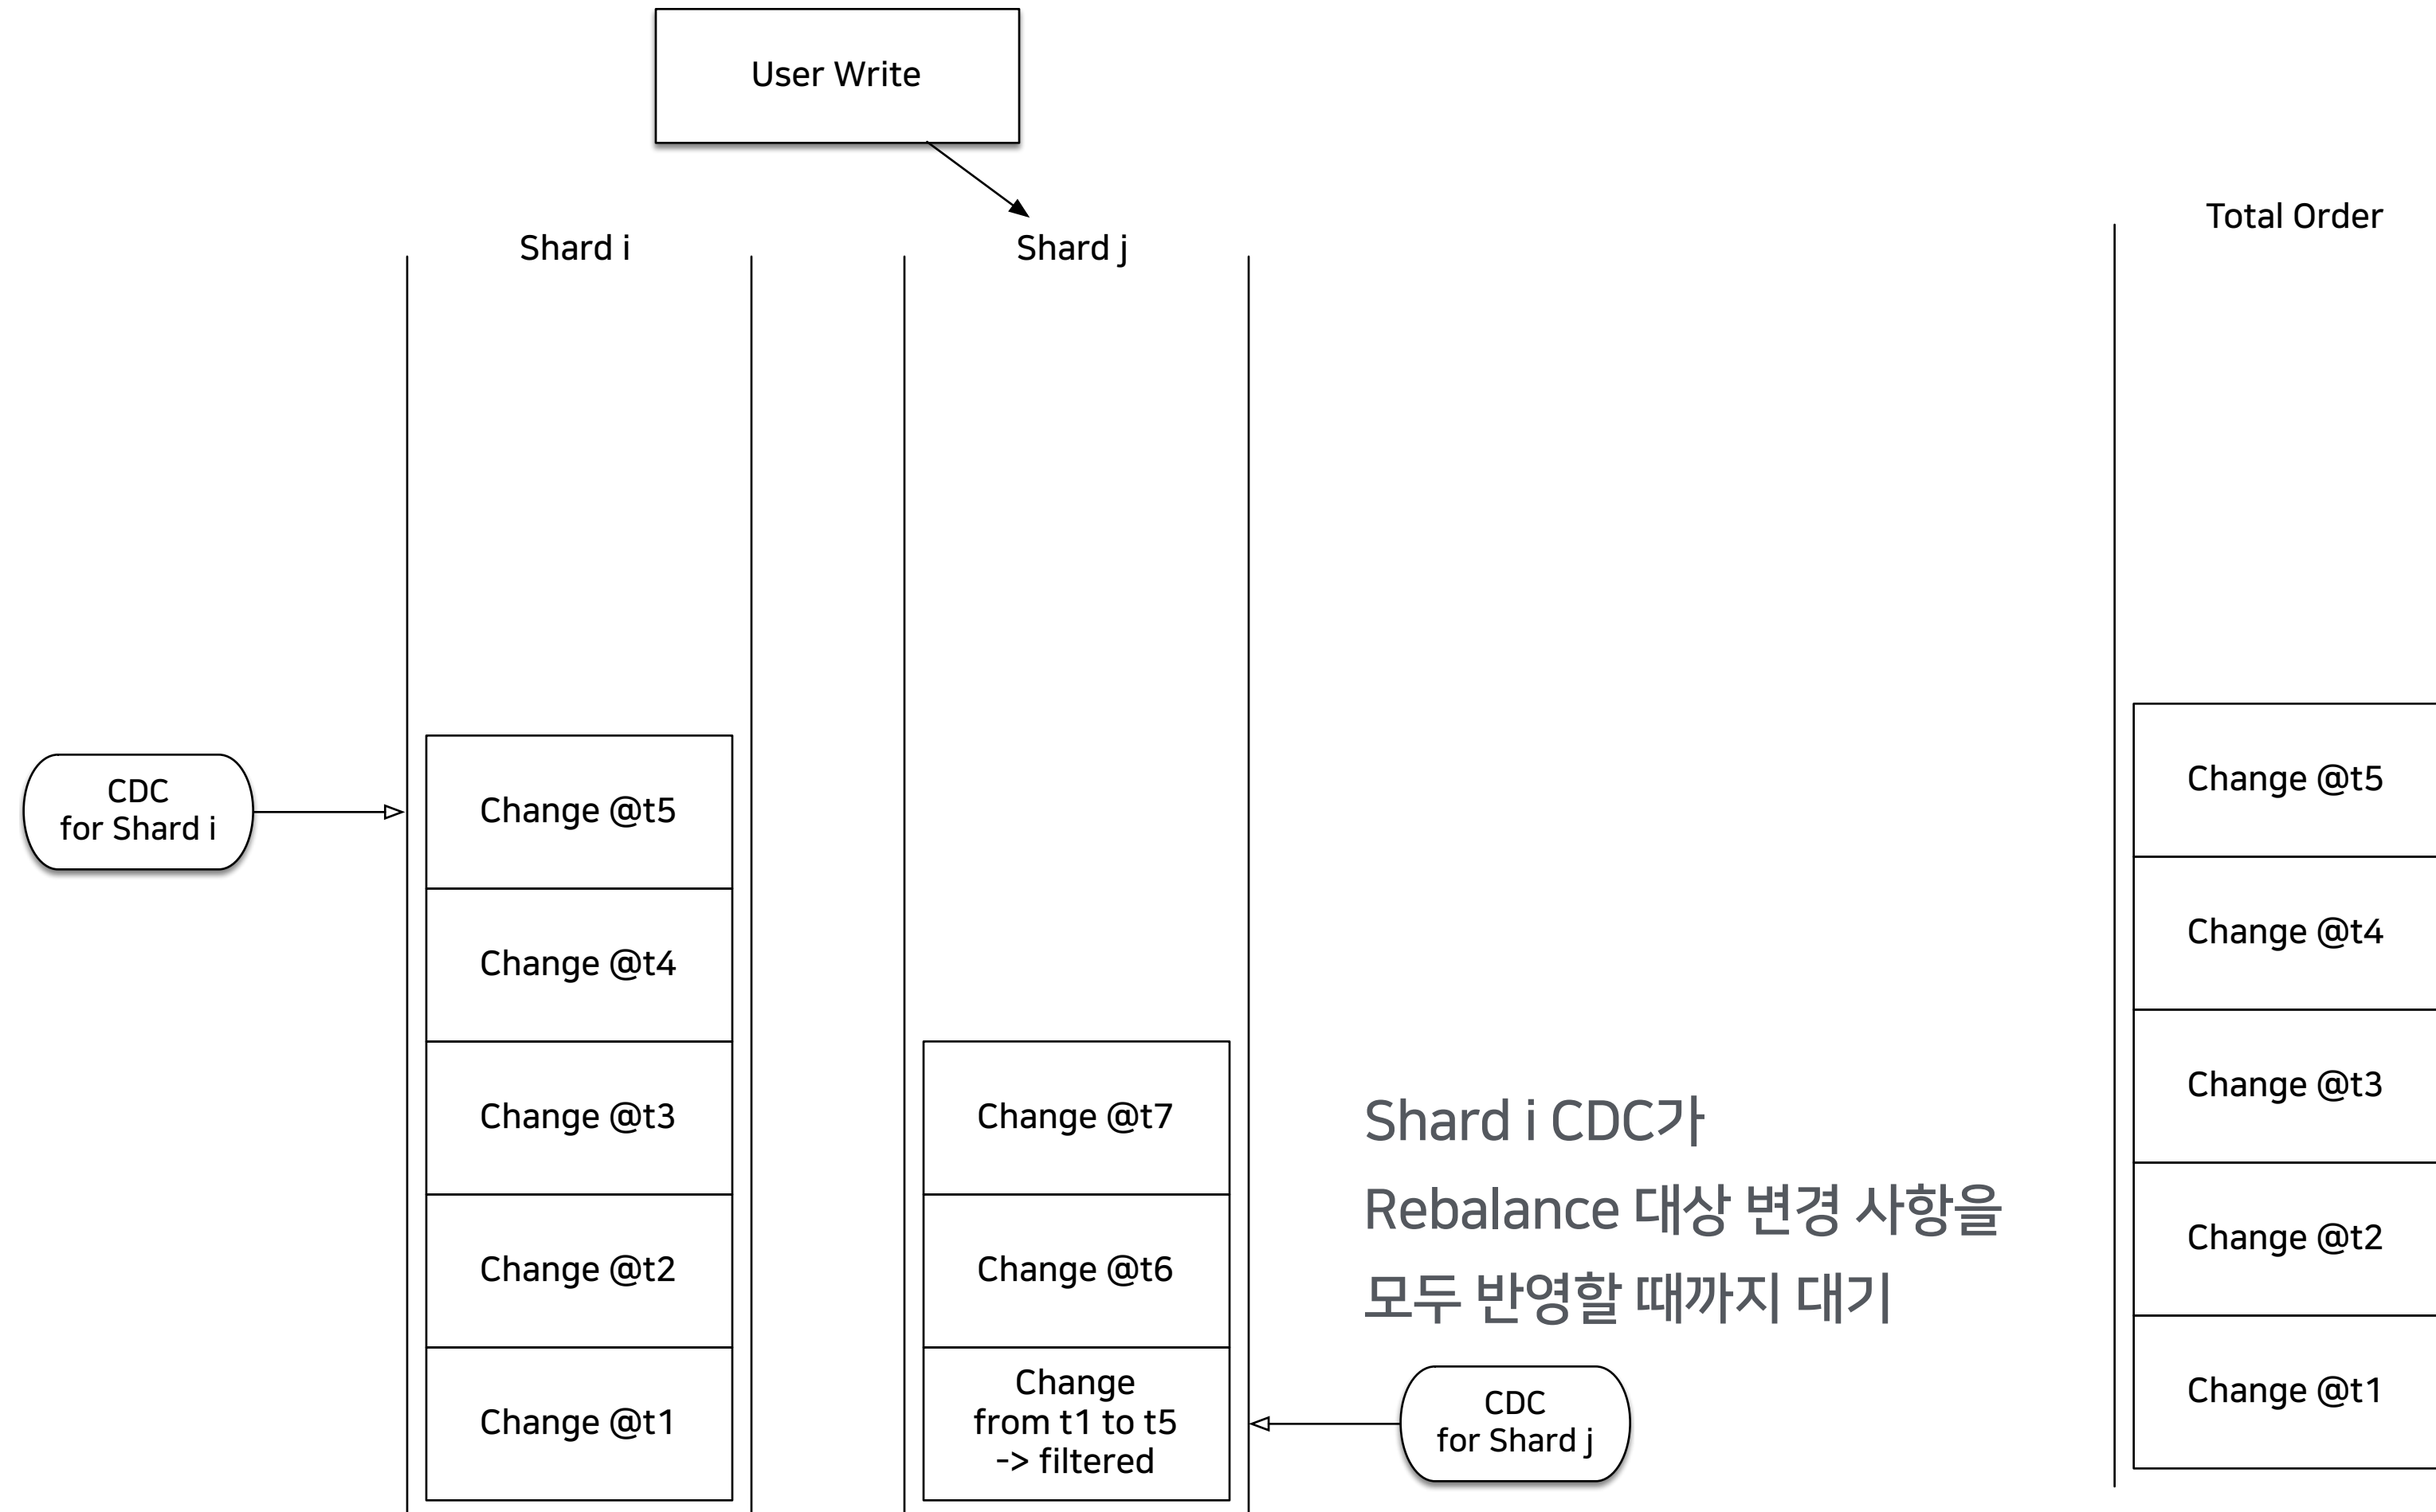 User Write
Shard i
Shard j
Total Order
CDC
for Shard i
Change @t5
Change @t4
Change @t3
Change @t2
Change @t1
Change @t7
Change @t6
Change
from t1 to t5
-> filtered
Shard i CDC가
Rebalance 대상 변경 사항을
모두 반영할 때까지 대기
CDC
for Shard j
Change @t5
Change @t4
Change @t3
Change @t2
Change @t1